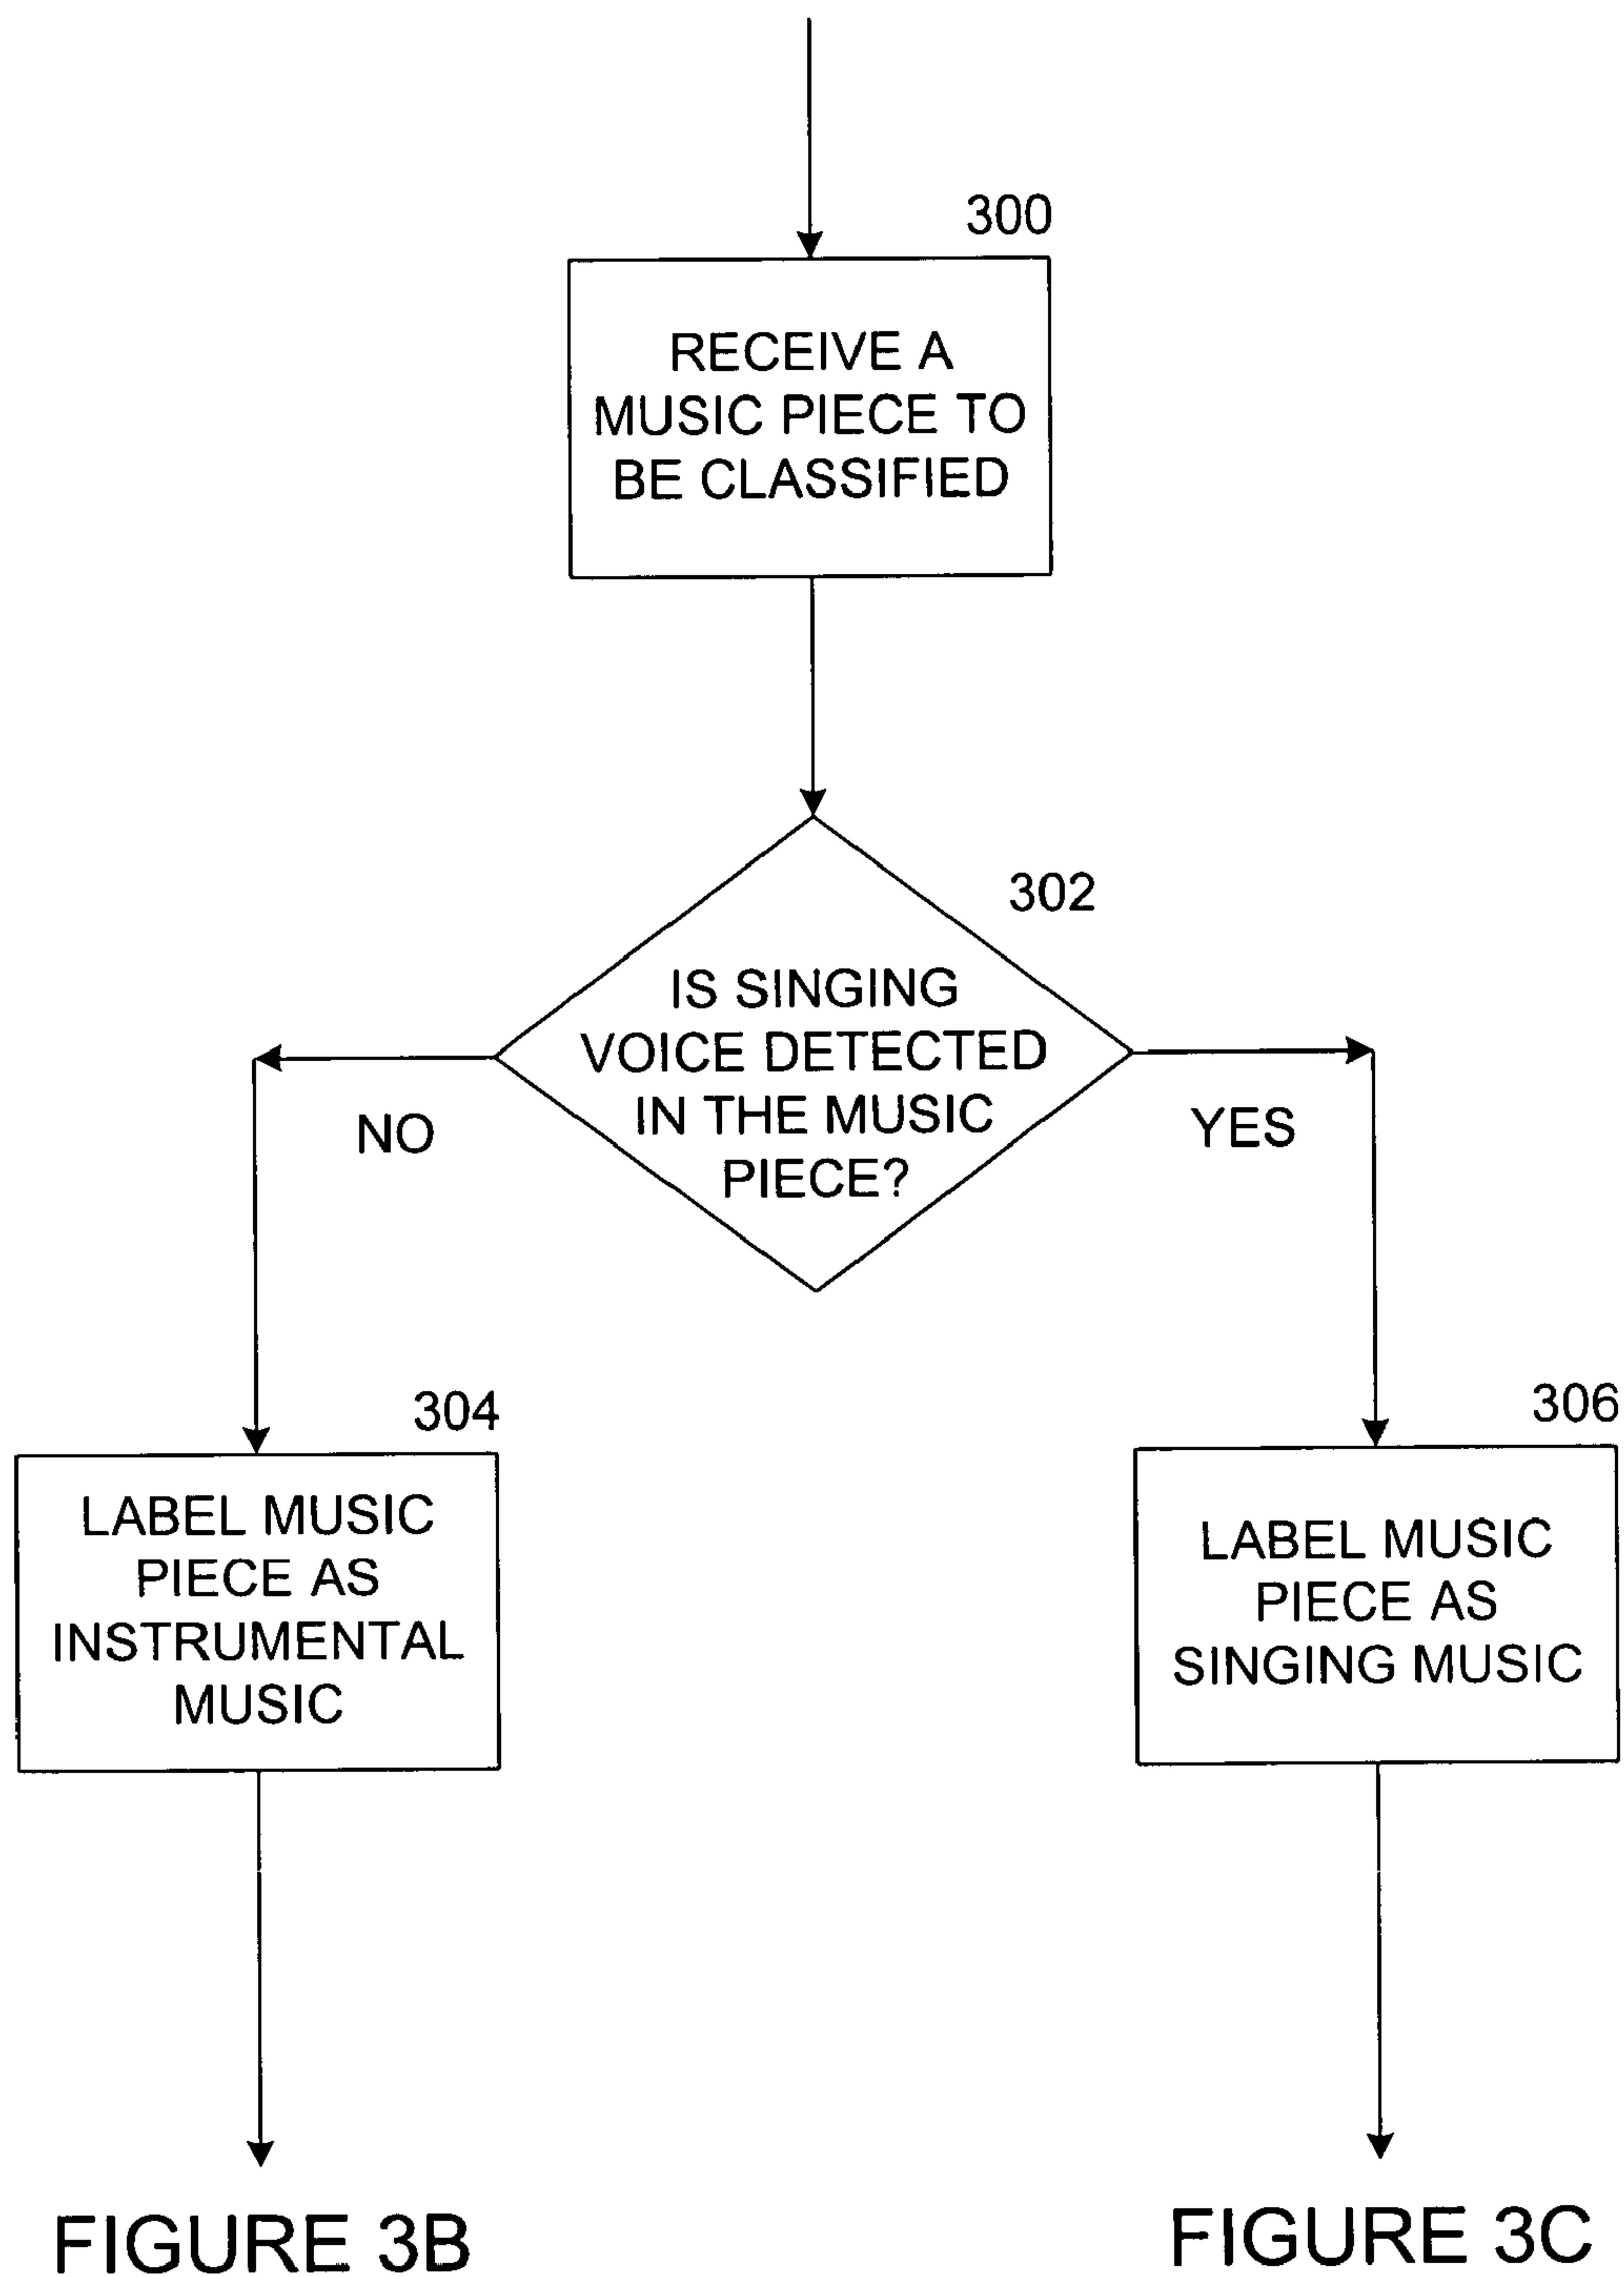 300
RECEIVE A
MUSIC PIECE TO
BE CLASSIFIED
302
IS SINGING
VOICE DETECTED
IN THE MUSIC
PIECE?
NO
YES
304
LABEL MUSIC
PIECE AS
INSTRUMENTAL
MUSIC
306
LABEL MUSIC
PIECE AS
SINGING MUSIC
FIGURE 3B
FIGURE 3C